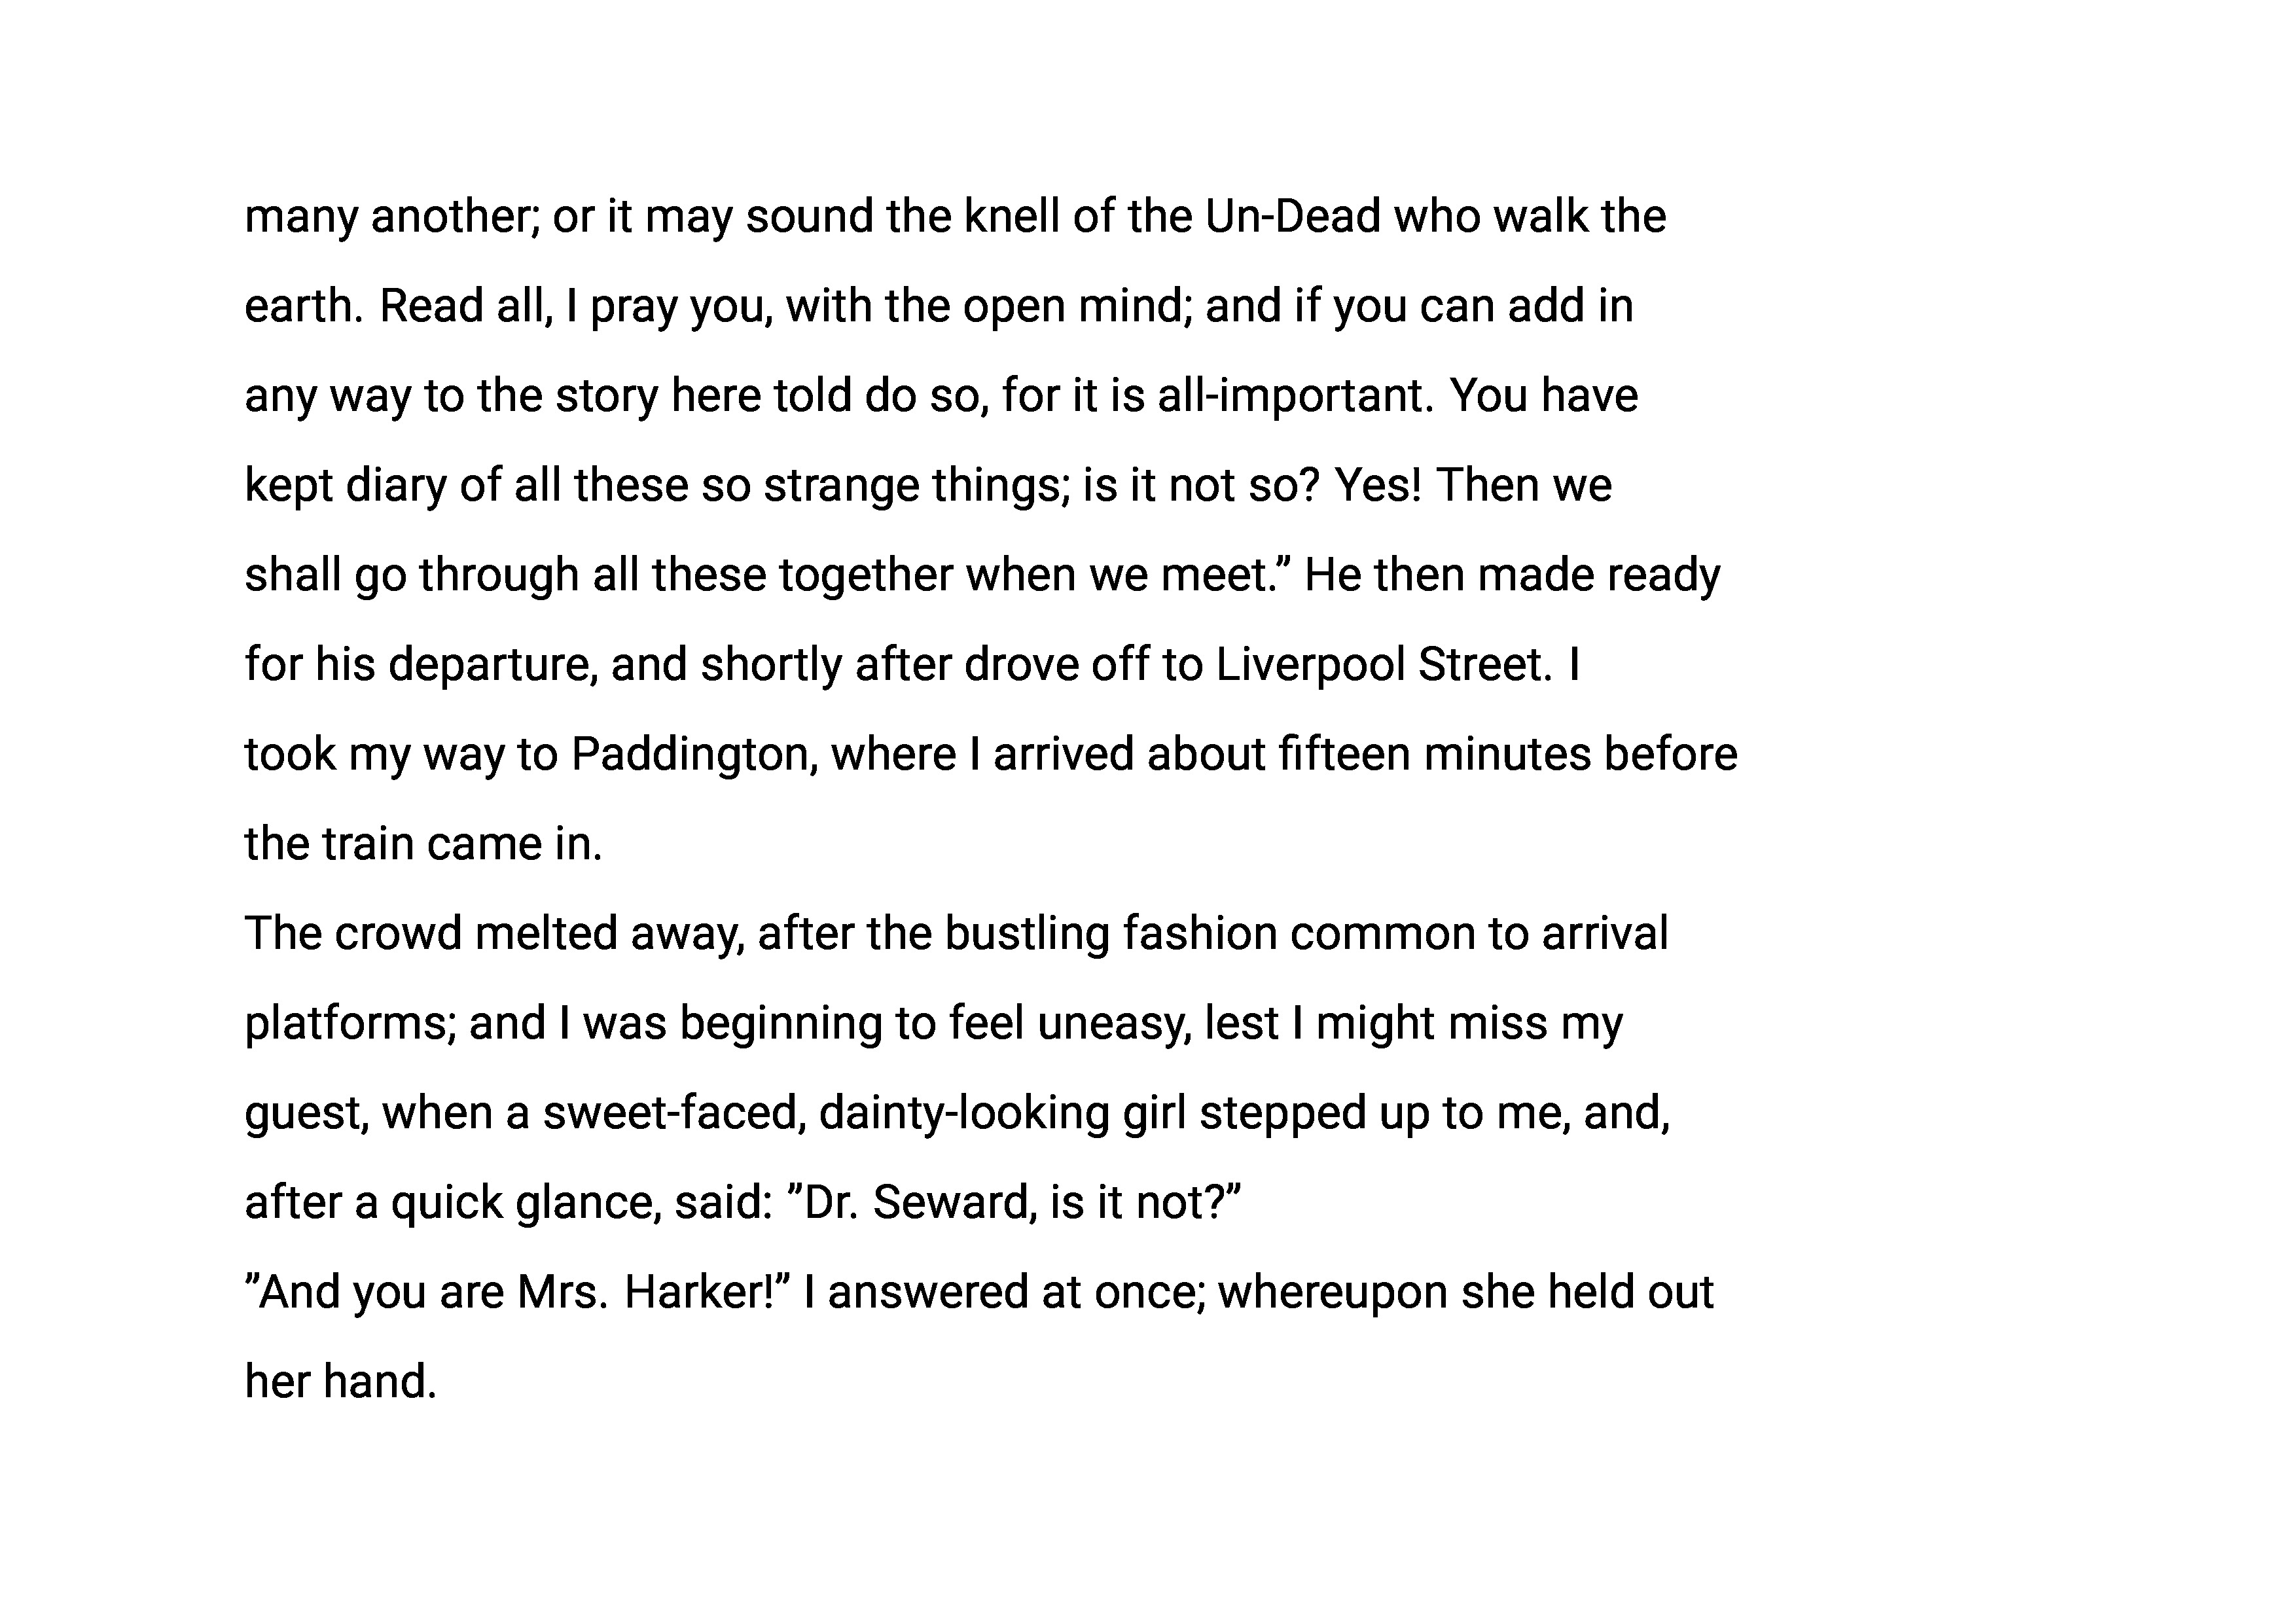 many another; or it may sound the knell of the Un-Dead who walk the
earth. Read all, I pray you, with the open mind; and if you can add in
any way to the story here told do so, for it is all-important. You have
kept diary of all these so strange things; is it not so? Yes! Then we
shall go through all these together when we meet.” He then made ready
for his departure, and shortly after drove off to Liverpool Street. I
took my way to Paddington, where I arrived about fifteen minutes before
the train came in.
The crowd melted away, after the bustling fashion common to arrival
platforms; and I was beginning to feel uneasy, lest I might miss my
guest, when a sweet-faced, dainty-looking girl stepped up to me, and,
after a quick glance, said: ”Dr. Seward, is it not?”
”And you are Mrs. Harker!” I answered at once; whereupon she held out
her hand.